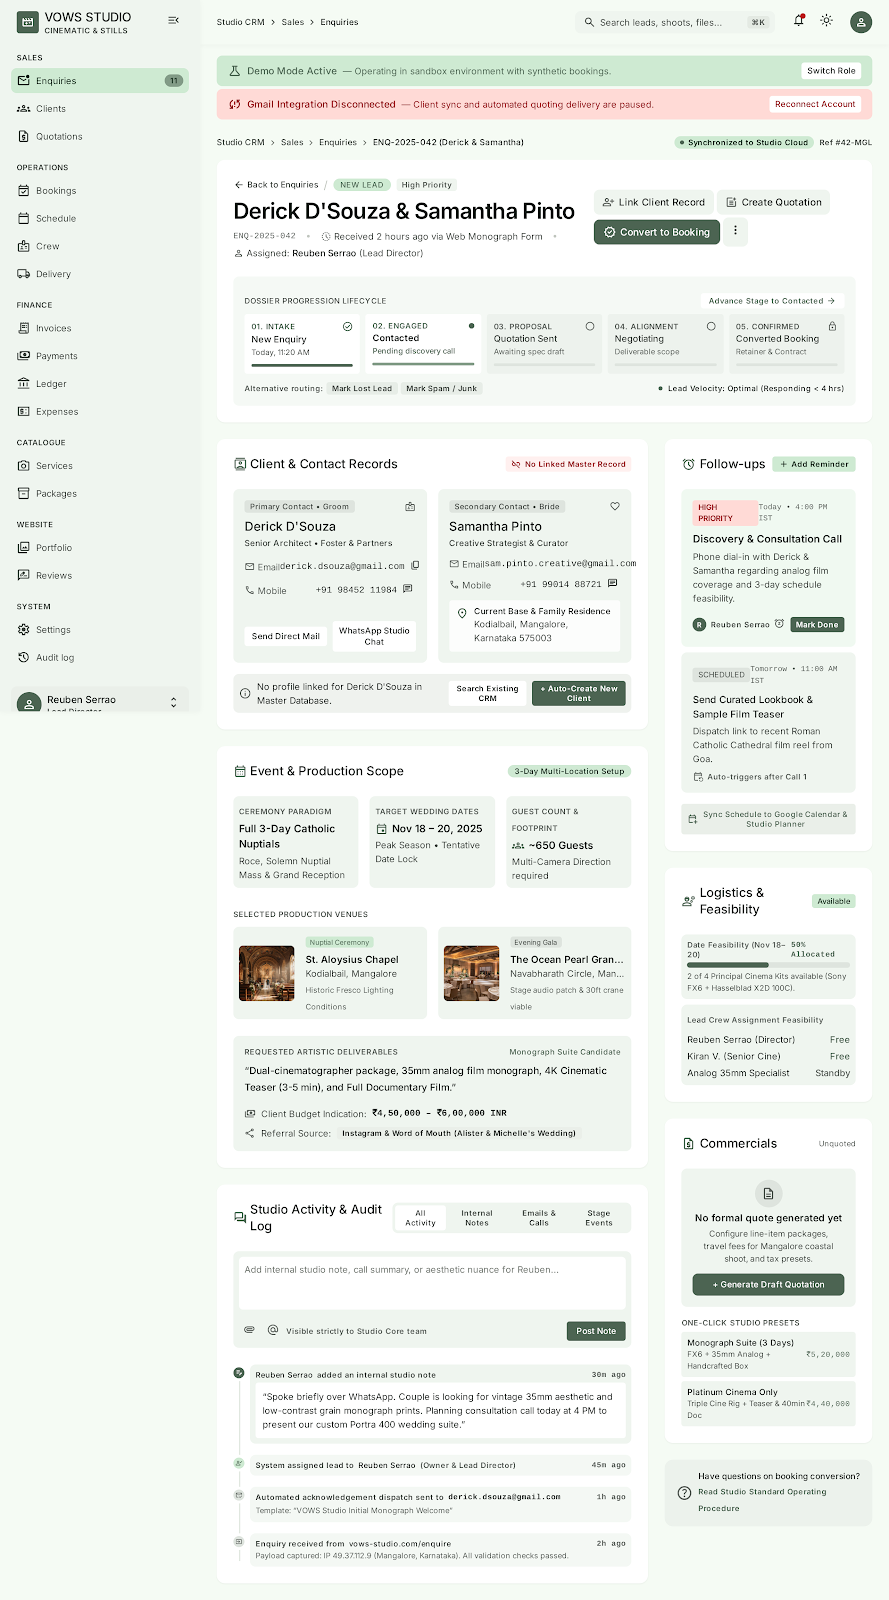 VOWS STUDIO
CINEMATIC & STILLS
SALES
Enquiries 11
Clients
Quotations
OPERATIONS
Bookings
Schedule
Crew
Delivery
FINANCE
Invoices
Payments
Ledger
Expenses
CATALOGUE
Services
Packages
WEBSITE
Portfolio
Reviews
SYSTEM
Settings
Audit log
Reuben Serrao
Lead Director
Studio CRM > Sales > Enquiries
Search leads, shoots, files... ⌘K
Demo Mode Active — Operating in sandbox environment with synthetic bookings. Switch Role
Gmail Integration Disconnected — Client sync and automated quoting delivery are paused. Reconnect Account
Studio CRM > Sales > Enquiries > ENQ-2025-042 (Derick & Samantha)
• Synchronized to Studio Cloud Ref #42-MGL
← Back to Enquiries / NEW LEAD High Priority
Derick D'Souza & Samantha Pinto
ENQ-2025-042 • Received 2 hours ago via Web Monograph Form •
Assigned: Reuben Serrao (Lead Director)
Link Client Record
Create Quotation
Convert to Booking
DOSSIER PROGRESSION LIFECYCLE
Advance Stage to Contacted →
01. INTAKE
New Enquiry
Today, 11:20 AM
02. ENGAGED
Contacted
Pending discovery call
03. PROPOSAL
Quotation Sent
Awaiting spec draft
04. ALIGNMENT
Negotiating
Deliverable scope
05. CONFIRMED
Converted Booking
Retainer & Contract
Alternative routing: Mark Lost Lead Mark Spam / Junk
• Lead Velocity: Optimal (Responding < 4 hrs)
Client & Contact Records
No Linked Master Record
Primary Contact • Groom
Derick D'Souza
Senior Architect • Foster & Partners
Email derick.dsouza@gmail.com
Mobile +91 98452 11984
Send Direct Mail
WhatsApp Studio
Chat
Secondary Contact • Bride
Samantha Pinto
Creative Strategist & Curator
Email sam.pinto.creative@gmail.com
Mobile +91 99014 88721
Current Base & Family Residence
Kodialbail, Mangalore,
Karnataka 575003
No profile linked for Derick D'Souza in
Master Database.
Search Existing
CRM
+ Auto-Create New
Client
Event & Production Scope
3-Day Multi-Location Setup
CEREMONY PARADIGM
Full 3-Day Catholic
Nuptials
Roce, Solemn Nuptial
Mass & Grand Reception
TARGET WEDDING DATES
Nov 18 – 20, 2025
Peak Season • Tentative
Date Lock
GUEST COUNT &
FOOTPRINT
~650 Guests
Multi-Camera Direction
required
SELECTED PRODUCTION VENUES
Nuptial Ceremony
St. Aloysius Chapel
Kodialbail, Mangalore
Historic Fresco Lighting
Conditions
Evening Gala
The Ocean Pearl Gran...
Navabharath Circle, Man...
Stage audio patch & 30ft crane
viable
REQUESTED ARTISTIC DELIVERABLES
Monograph Suite Candidate
“Dual-cinematographer package, 35mm analog film monograph, 4K Cinematic
Teaser (3-5 min), and Full Documentary Film.”
Client Budget Indication: ₹4,50,000 – ₹6,00,000 INR
Referral Source: Instagram & Word of Mouth (Alister & Michelle's Wedding)
Studio Activity & Audit
Log
All
Activity
Internal
Notes
Emails &
Calls
Stage
Events
Add internal studio note, call summary, or aesthetic nuance for Reuben...
Visible strictly to Studio Core team
Post Note
Reuben Serrao added an internal studio note 30m ago
“Spoke briefly over WhatsApp. Couple is looking for vintage 35mm aesthetic and
low-contrast grain monograph prints. Planning consultation call today at 4 PM to
present our custom Portra 400 wedding suite.”
System assigned lead to Reuben Serrao (Owner & Lead Director) 45m ago
Automated acknowledgement dispatch sent to derick.dsouza@gmail.com 1h ago
Template: “VOWS Studio Initial Monograph Welcome”
Enquiry received from vows-studio.com/enquire 2h ago
Payload captured: IP 49.37.112.9 (Mangalore, Karnataka). All validation checks passed.
Follow-ups
+ Add Reminder
HIGH
PRIORITY
Today • 4:00 PM
IST
Discovery & Consultation Call
Phone dial-in with Derick &
Samantha regarding analog film
coverage and 3-day schedule
feasibility.
R Reuben Serrao
Mark Done
SCHEDULED
Tomorrow • 11:00 AM
IST
Send Curated Lookbook &
Sample Film Teaser
Dispatch link to recent Roman
Catholic Cathedral film reel from
Goa.
Auto-triggers after Call 1
Sync Schedule to Google Calendar &
Studio Planner
Logistics &
Feasibility
Available
Date Feasibility (Nov 18–
20)
50%
Allocated
2 of 4 Principal Cinema Kits available (Sony
FX6 + Hasselblad X2D 100C).
Lead Crew Assignment Feasibility
Reuben Serrao (Director) Free
Kiran V. (Senior Cine) Free
Analog 35mm Specialist Standby
Commercials
Unquoted
No formal quote generated yet
Configure line-item packages,
travel fees for Mangalore coastal
shoot, and tax presets.
+ Generate Draft Quotation
ONE-CLICK STUDIO PRESETS
Monograph Suite (3 Days)
FX6 + 35mm Analog +
Handcrafted Box
₹5,20,000
Platinum Cinema Only
Triple Cine Rig + Teaser & 40min
Doc
₹4,40,000
Have questions on booking conversion?
Read Studio Standard Operating
Procedure